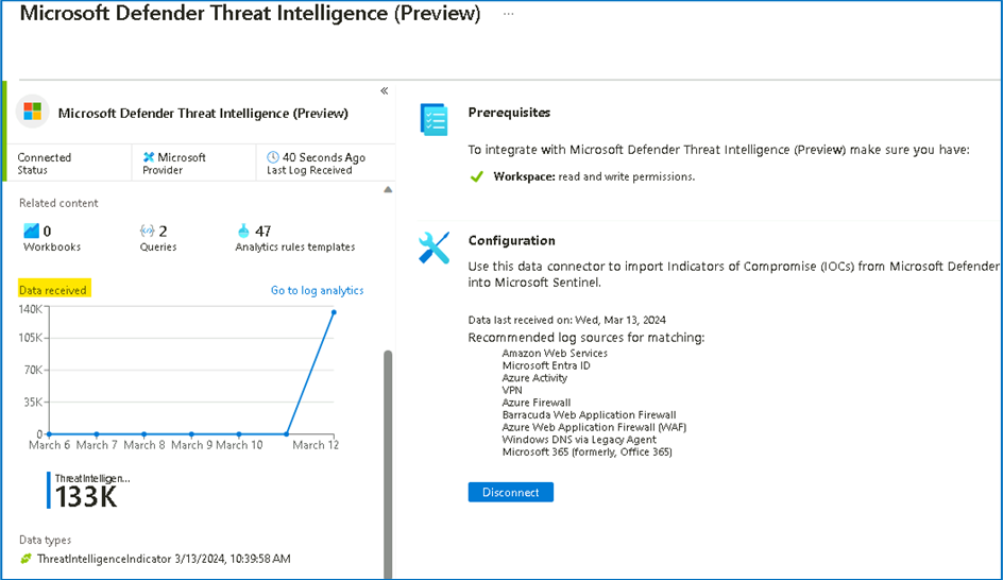 Microsoft Defender Threat Intelligence (Preview) ...
«
Microsoft Defender Threat Intelligence (Preview)
Connected
Status
Microsoft
Provider
40 Seconds Ago
Last Log Received
Related content
0
Workbooks
2
Queries
47
Analytics rules templates
Data received
Go to log analytics
140K
105K
70K
35K
0
March 6 March 7 March 8 March 9 March 10 March 12
ThreatIntelligen...
133K
Data types
ThreatIntelligenceIndicator 3/13/2024, 10:39:58 AM
Prerequisites
To integrate with Microsoft Defender Threat Intelligence (Preview) make sure you have:
Workspace: read and write permissions.
Configuration
Use this data connector to import Indicators of Compromise (IOCs) from Microsoft Defender
into Microsoft Sentinel.
Data last received on: Wed, Mar 13, 2024
Recommended log sources for matching:
Amazon Web Services
Microsoft Entra ID
Azure Activity
VPN
Azure Firewall
Barracuda Web Application Firewall
Azure Web Application Firewall (WAF)
Windows DNS via Legacy Agent
Microsoft 365 (formerly, Office 365)
Disconnect